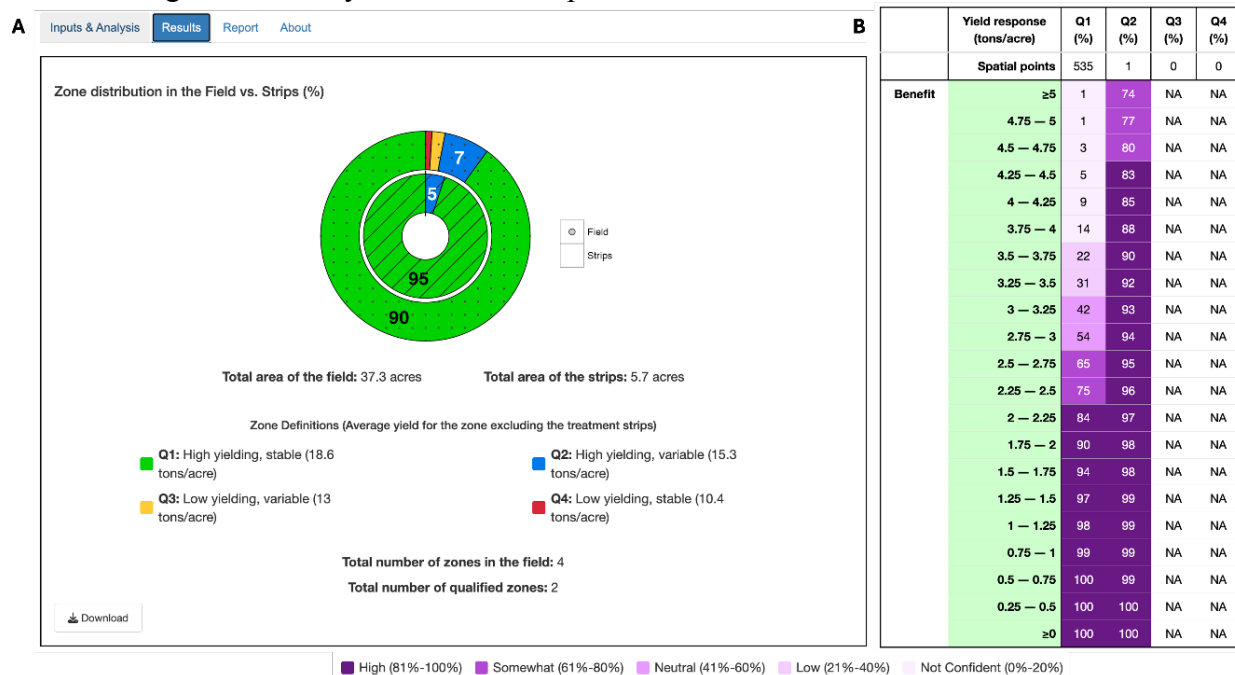 A
Inputs & Analysis Results Report About
Zone distribution in the Field vs. Strips (%)
7
5
95
90
Field
Strips
Total area of the field: 37.3 acres Total area of the strips: 5.7 acres
Zone Definitions (Average yield for the zone excluding the treatment strips)
Q1: High yielding, stable (18.6
tons/acre)
Q2: High yielding, variable (15.3
tons/acre)
Q3: Low yielding, variable (13
tons/acre)
Q4: Low yielding, stable (10.4
tons/acre)
Total number of zones in the field: 4
Total number of qualified zones: 2
Download
B
Yield response Q1 Q2 Q3 Q4
(tons/acre) (%) (%) (%) (%)
Spatial points 535 1 0 0
Benefit ≥5 1 74 NA NA
4.75 — 5 1 77 NA NA
4.5 — 4.75 3 80 NA NA
4.25 — 4.5 5 83 NA NA
4 — 4.25 9 85 NA NA
3.75 — 4 14 88 NA NA
3.5 — 3.75 22 90 NA NA
3.25 — 3.5 31 92 NA NA
3 — 3.25 42 93 NA NA
2.75 — 3 54 94 NA NA
2.5 — 2.75 65 95 NA NA
2.25 — 2.5 75 96 NA NA
2 — 2.25 84 97 NA NA
1.75 — 2 90 98 NA NA
1.5 — 1.75 94 98 NA NA
1.25 — 1.5 97 99 NA NA
1 — 1.25 98 99 NA NA
0.75 — 1 99 99 NA NA
0.5 — 0.75 100 99 NA NA
0.25 — 0.5 100 100 NA NA
≥0 100 100 NA NA
High (81%-100%) Somewhat (61%-80%) Neutral (41%-60%) Low (21%-40%) Not Confident (0%-20%)